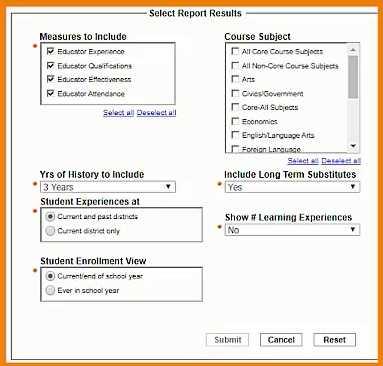 Select Report Results
Measures to Include
Educator Experience
Educator Qualifications
Educator Effectiveness
Educator Attendance
Select all Deselect all
Course Subject
All Core Course Subjects
All Non-Core Course Subjects
Arts
Civics/Government
Core-All Subjects
Economics
English/Language Arts
Foreign Language
Select all Deselect all
Yrs of History to Include
3 Years
Include Long Term Substitutes
Yes
Student Experiences at
Current and past districts
Current district only
Show # Learning Experiences
No
Student Enrollment View
Current/end of school year
Ever in school year
Submit Cancel Reset